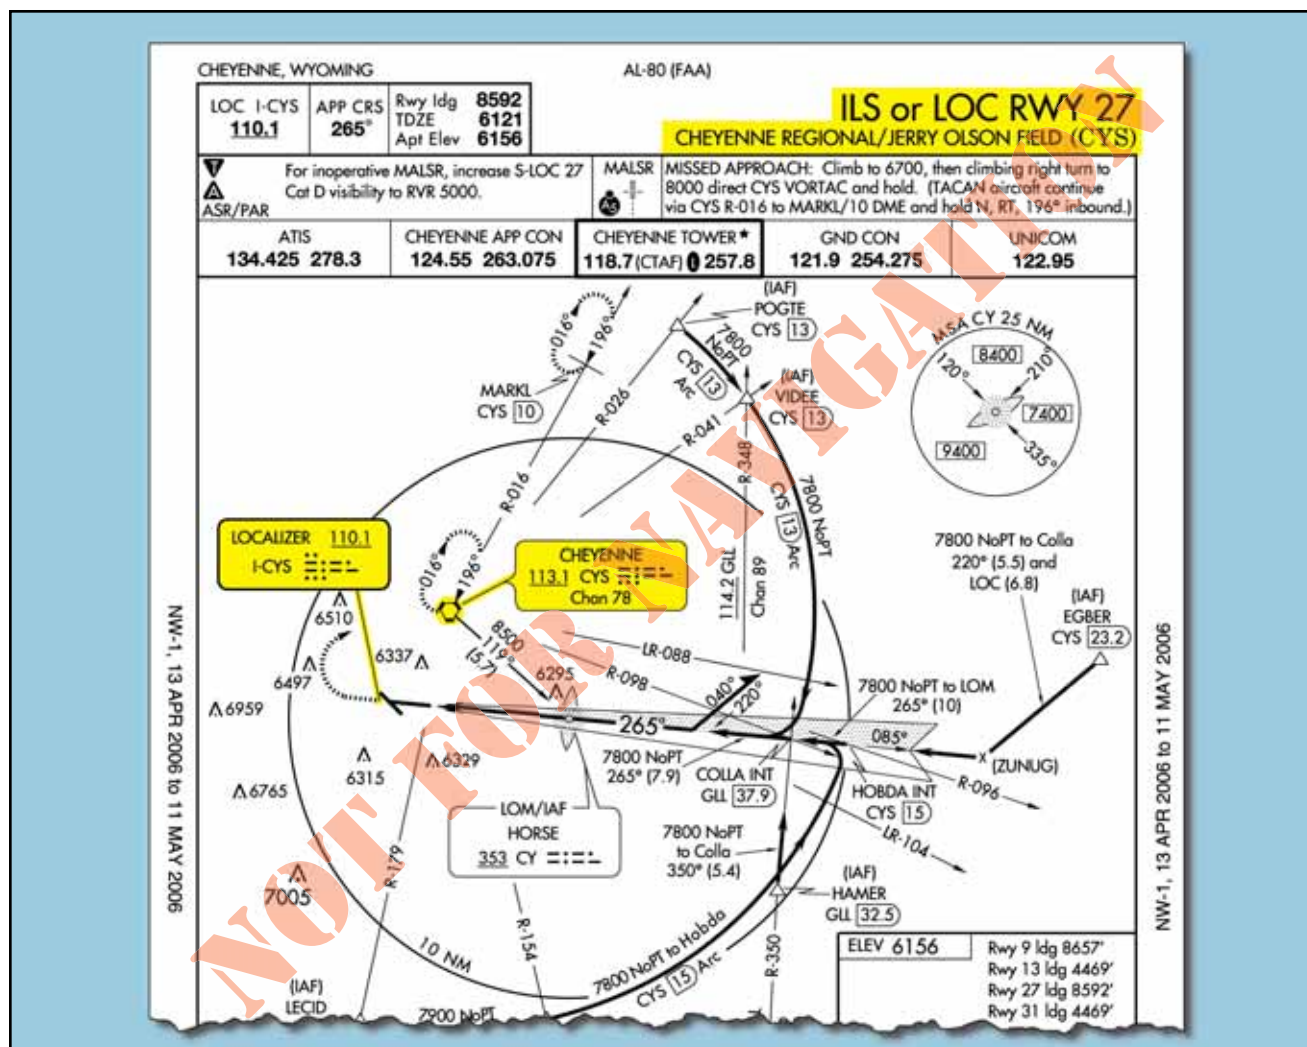 CHEYENNE, WYOMING
AL-80 (FAA)
LOC I-CYS
110.1
APP CRS
265°
Rwy ldg 8592
TDZE 6121
Apt Elev 6156
ILS or LOC RWY 27
CHEYENNE REGIONAL/JERRY OLSON FIELD (CYS)
T
A
ASR/PAR
For inoperative MALSR, increase S-LOC 27
Cat D visibility to RVR 5000.
MALSR
A5
MISSED APPROACH: Climb to 6700, then climbing right turn to
8000 direct CYS VORTAC and hold. (TACAN aircraft continue
via CYS R-016 to MARKL/10 DME and hold N, RT, 196° inbound.)
ATIS
134.425 278.3
CHEYENNE APP CON
124.55 263.075
CHEYENNE TOWER★
118.7(CTAF) L 257.8
GND CON
121.9 254.275
UNICOM
122.95
(IAF)
POGTE
CYS 13
016°
196°
MARKL
CYS 10
7800
NoPT
CYS 13
Arc
(IAF)
VIDEE
CYS 13
R-026
R-041
R-016
R-348
MSA CY 25 NM
8400
120°
210°
7400
9400
335°
7800 NoPT
CYS 13 Arc
LOCALIZER 110.1
I-CYS
CHEYENNE
113.1 CYS
Chan 78
016°
196°
114.2 GLL
Chan 89
7800 NoPT to Colla
220° (5.5) and
LOC (6.8)
(IAF)
EGBER
CYS 23.2
6510
6337
6497
6959
8500
119°
(5.7)
6295
LR-088
R-098
040°
220°
7800 NoPT to LOM
265° (10)
265°
085°
(ZUNUG)
R-096
7800 NoPT
265° (7.9)
COLLA INT
GLL 37.9
HOBDA INT
CYS 15
LR-104
6315
6329
6765
LOM/IAF
HORSE
353 CY
7800 NoPT
to Colla
350° (5.4)
(IAF)
HAMER
GLL 32.5
7005
R-179
R-154
R-350
10 NM
7800 NoPT to Hobda
CYS 15 Arc
(IAF)
LECID
7900 NoPT
ELEV 6156
Rwy 9 ldg 8657'
Rwy 13 ldg 4469'
Rwy 27 ldg 8592'
Rwy 31 ldg 4469'
NW-1, 13 APR 2006 to 11 MAY 2006
NW-1, 13 APR 2006 to 11 MAY 2006
NOT FOR NAVIGATION